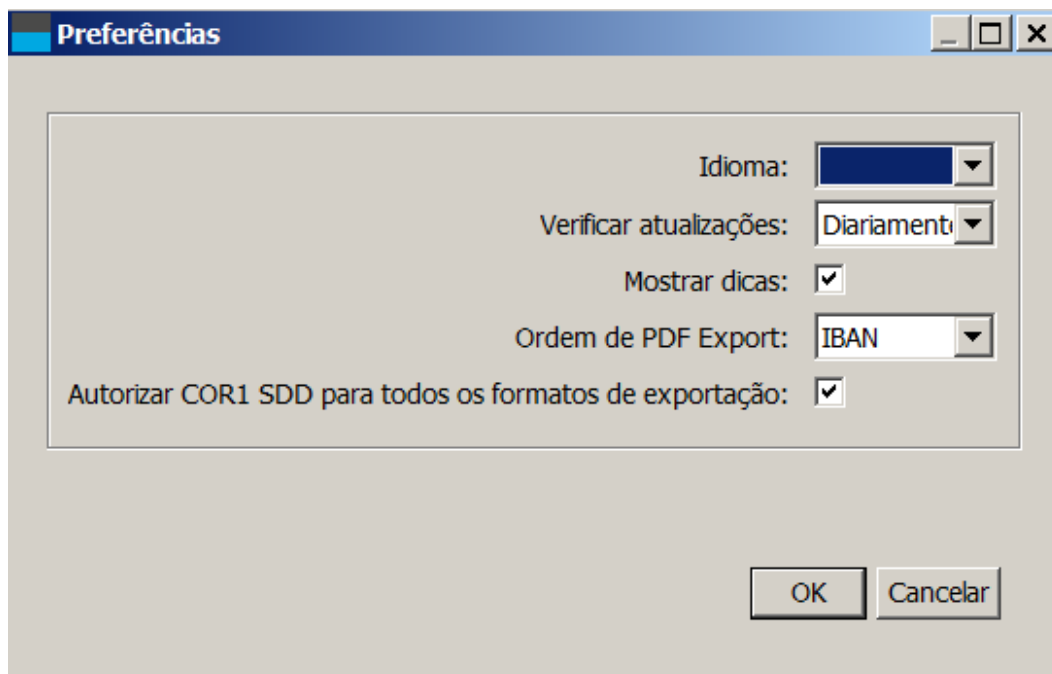 Preferências
Idioma:
Verificar atualizações: Diariament
Mostrar dicas:
Ordem de PDF Export: IBAN
Autorizar COR1 SDD para todos os formatos de exportação:
OK Cancelar